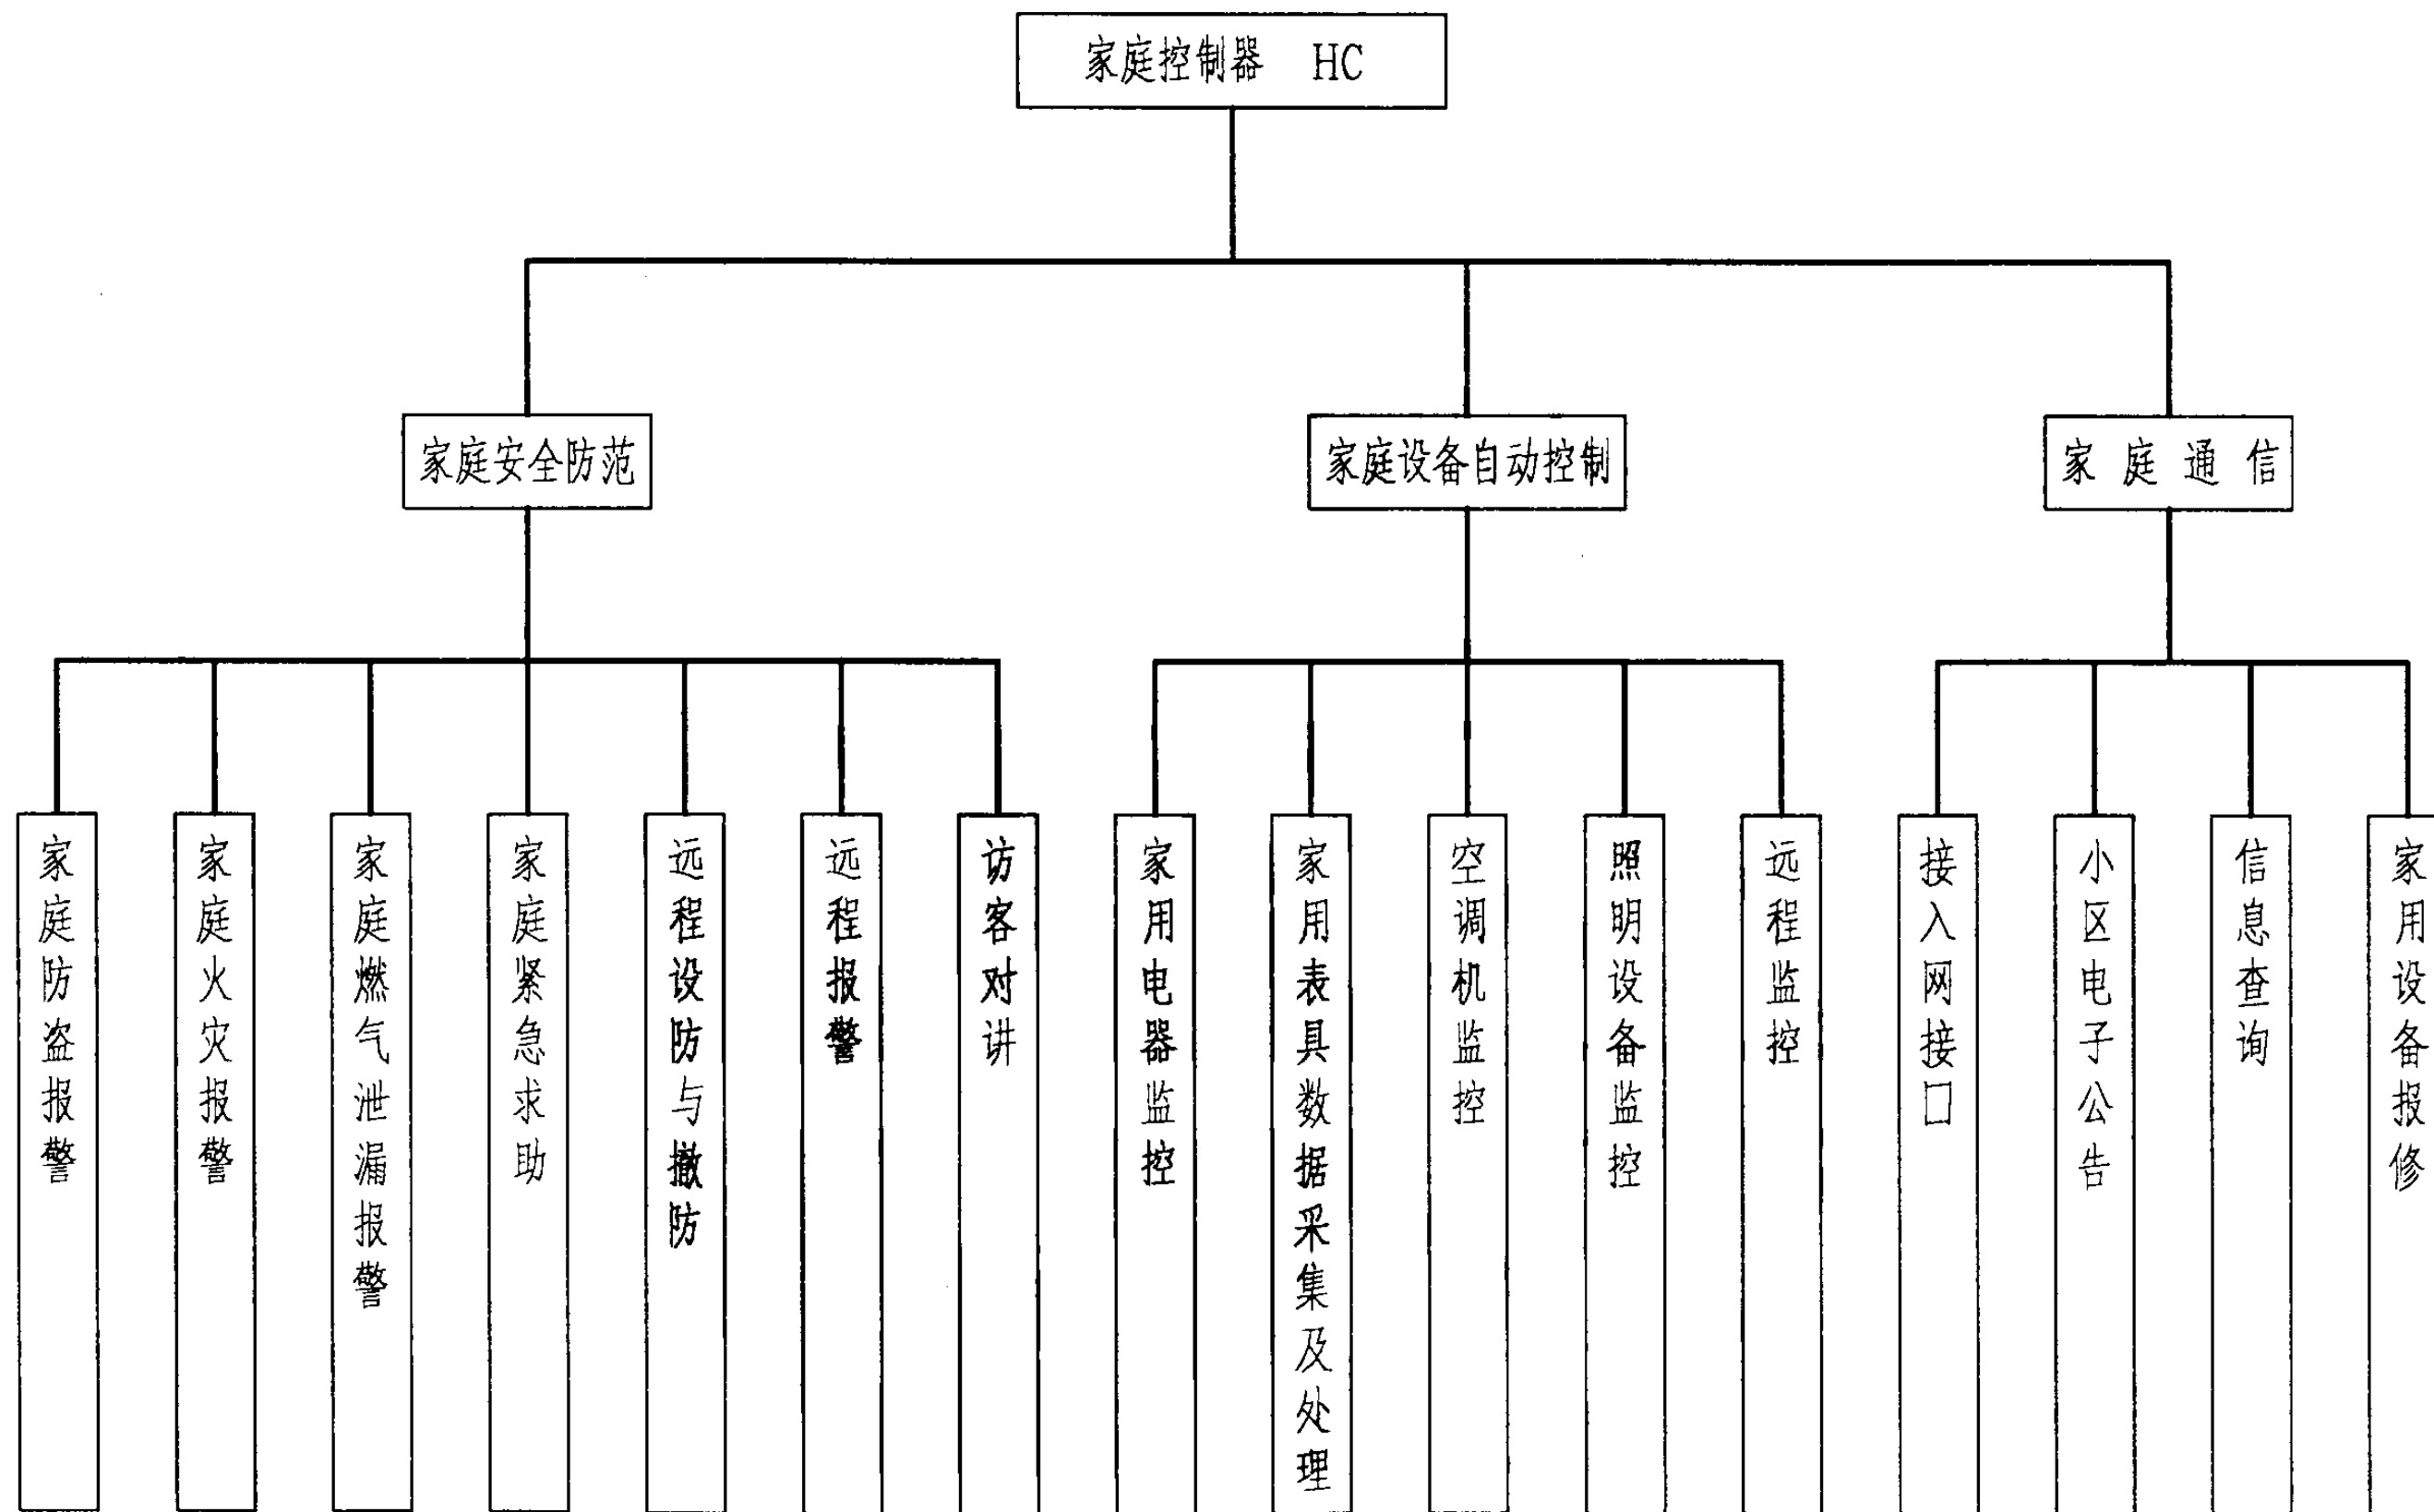 家庭控制器 HC
家庭安全防范
家庭设备自动控制
家庭通信
家庭防盗报警
家庭火灾报警
家庭燃气泄漏报警
家庭紧急求助
远程设防与撤防
远程报警
访客对讲
家用电器监控
家用表具数据采集及处理
空调机监控
照明设备监控
远程监控
接入网接口
小区电子公告
信息查询
家用设备报修